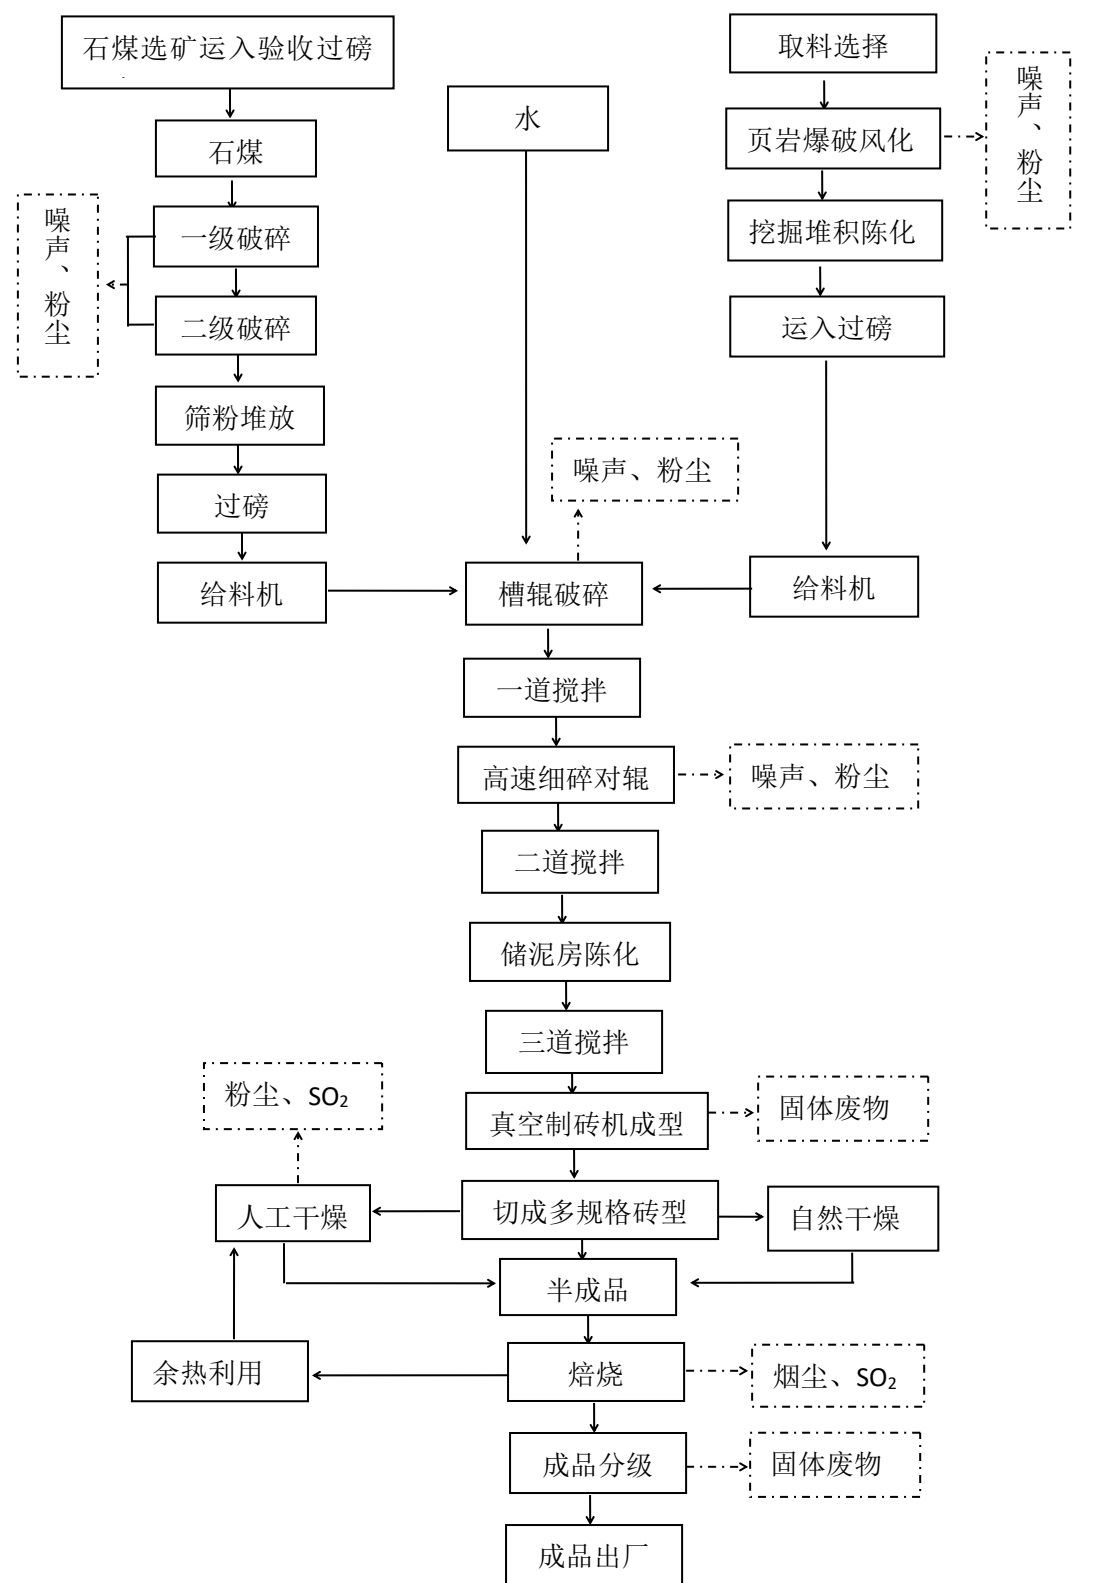 石煤选矿运入验收过磅
取料选择
噪声、粉尘
水
页岩爆破风化
石煤
噪声、粉尘
一级破碎
挖掘堆积陈化
二级破碎
运入过磅
筛粉堆放
噪声、粉尘
过磅
给料机
槽辊破碎
给料机
一道搅拌
高速细碎对辊
噪声、粉尘
二道搅拌
储泥房陈化
三道搅拌
粉尘、SO₂
真空制砖机成型
固体废物
人工干燥
切成多规格砖型
自然干燥
半成品
余热利用
焙烧
烟尘、SO₂
成品分级
固体废物
成品出厂